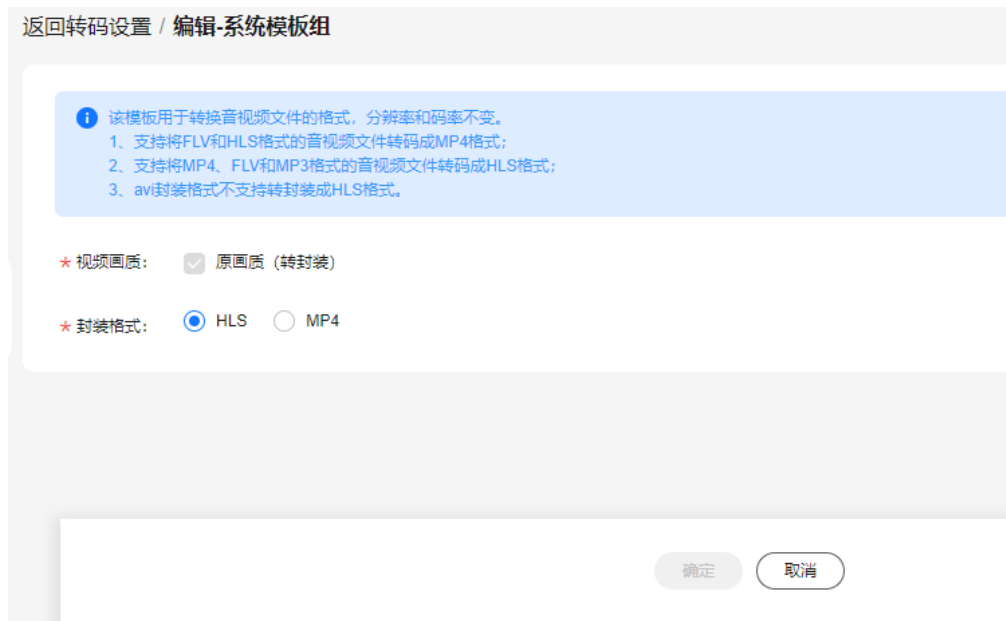 返回转码设置 / 编辑-系统模板组
该模板用于转换音视频文件的格式，分辨率和码率不变。
1、支持将FLV和HLS格式的音视频文件转码成MP4格式；
2、支持将MP4、FLV和MP3格式的音视频文件转码成HLS格式；
3、avi封装格式不支持转封装成HLS格式。
* 视频画质： 原画质（转封装）
* 封装格式： HLS MP4
确定 取消